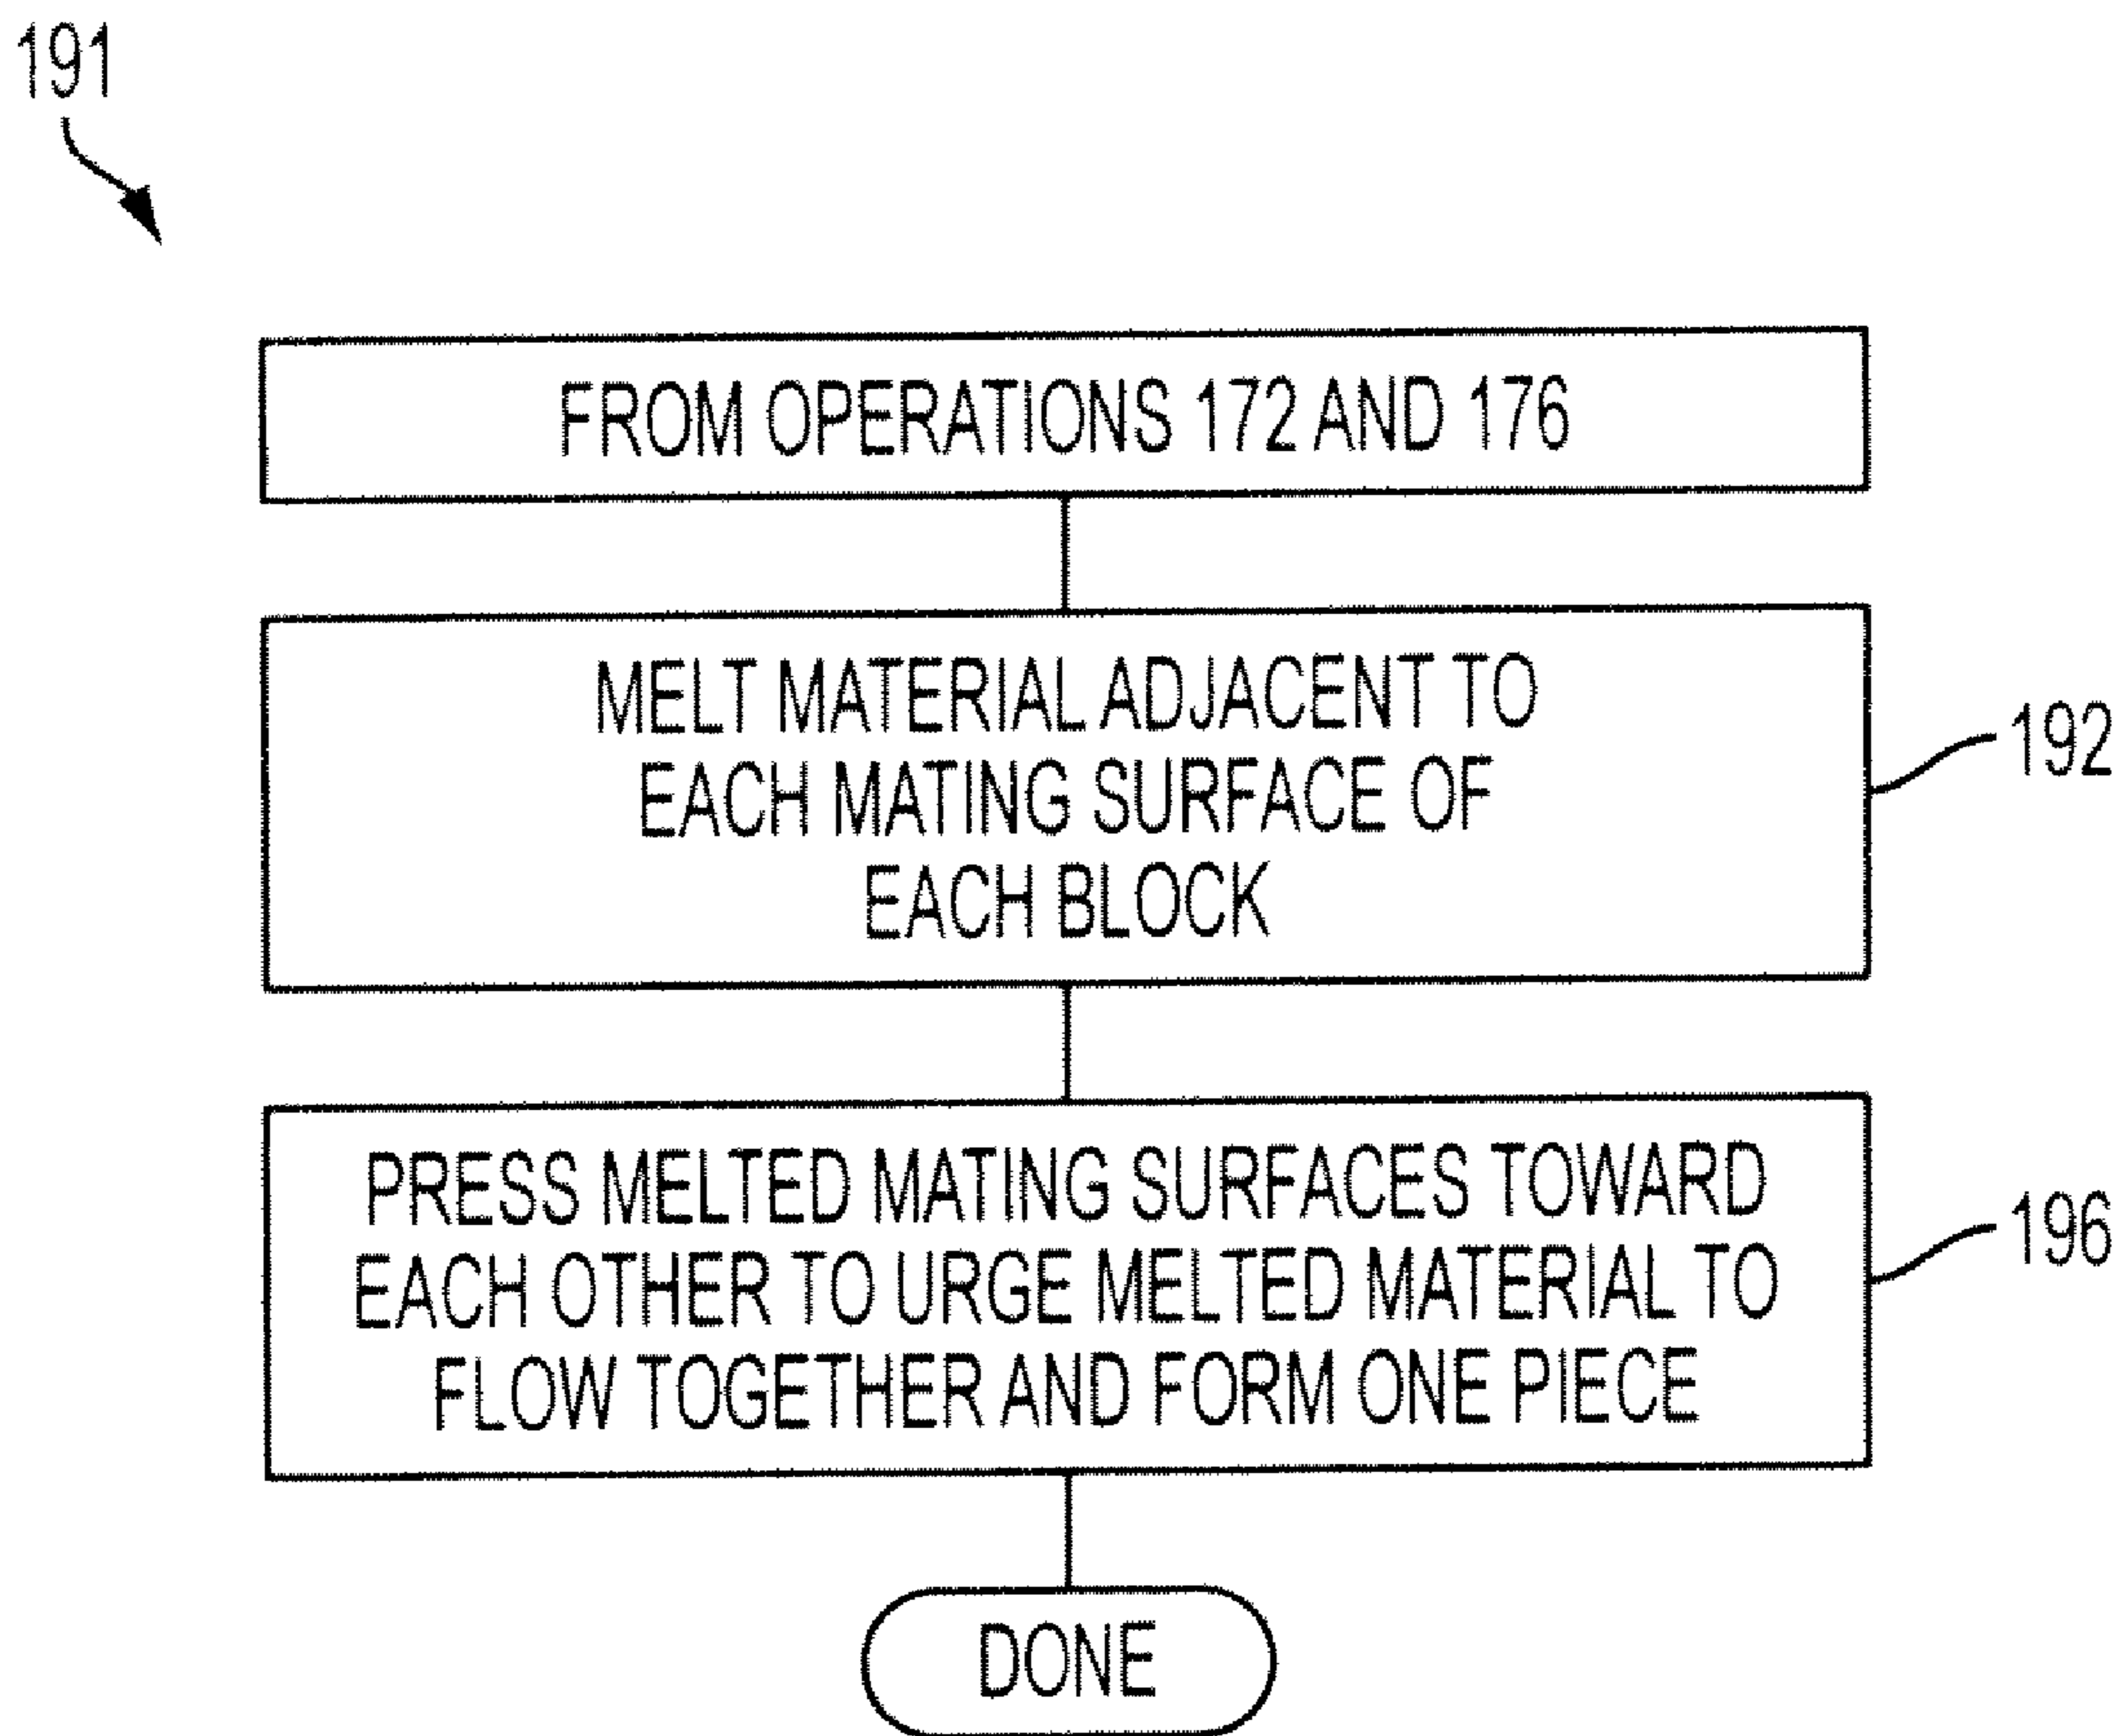 191
FROM OPERATIONS 172 AND 176
MELT MATERIAL ADJACENT TO
EACH MATING SURFACE OF
EACH BLOCK
192
PRESS MELTED MATING SURFACES TOWARD
EACH OTHER TO URGE MELTED MATERIAL TO
FLOW TOGETHER AND FORM ONE PIECE
196
DONE